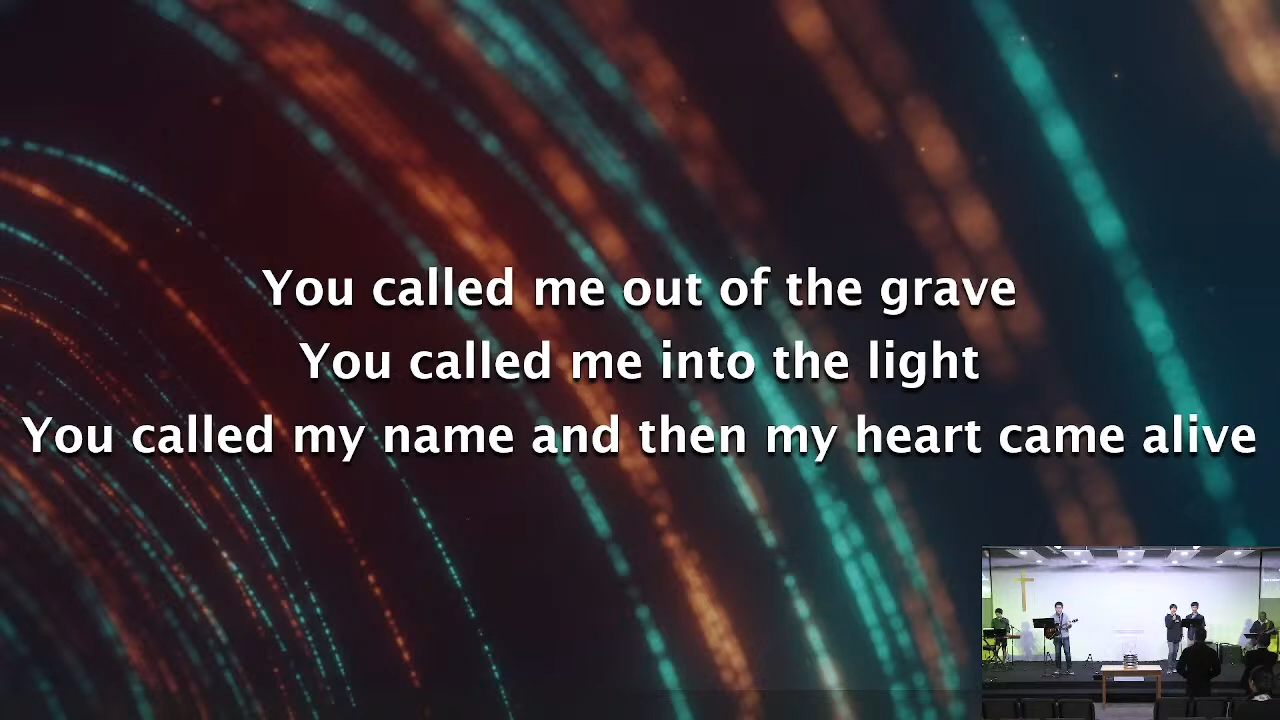 You called me out of the grave
You called me into the light
You called my name and then my heart came alive